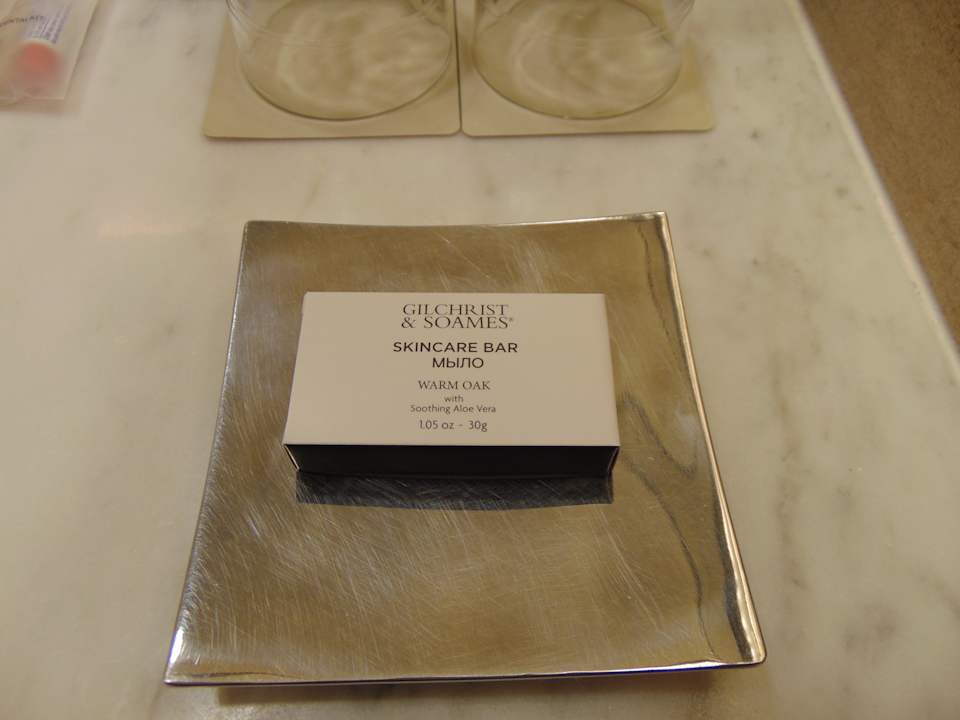 GILCHRIST
& SOAMES®
SKINCARE BAR
МЫЛО
WARM OAK
with
Soothing Aloe Vera
1.05 oz - 30g